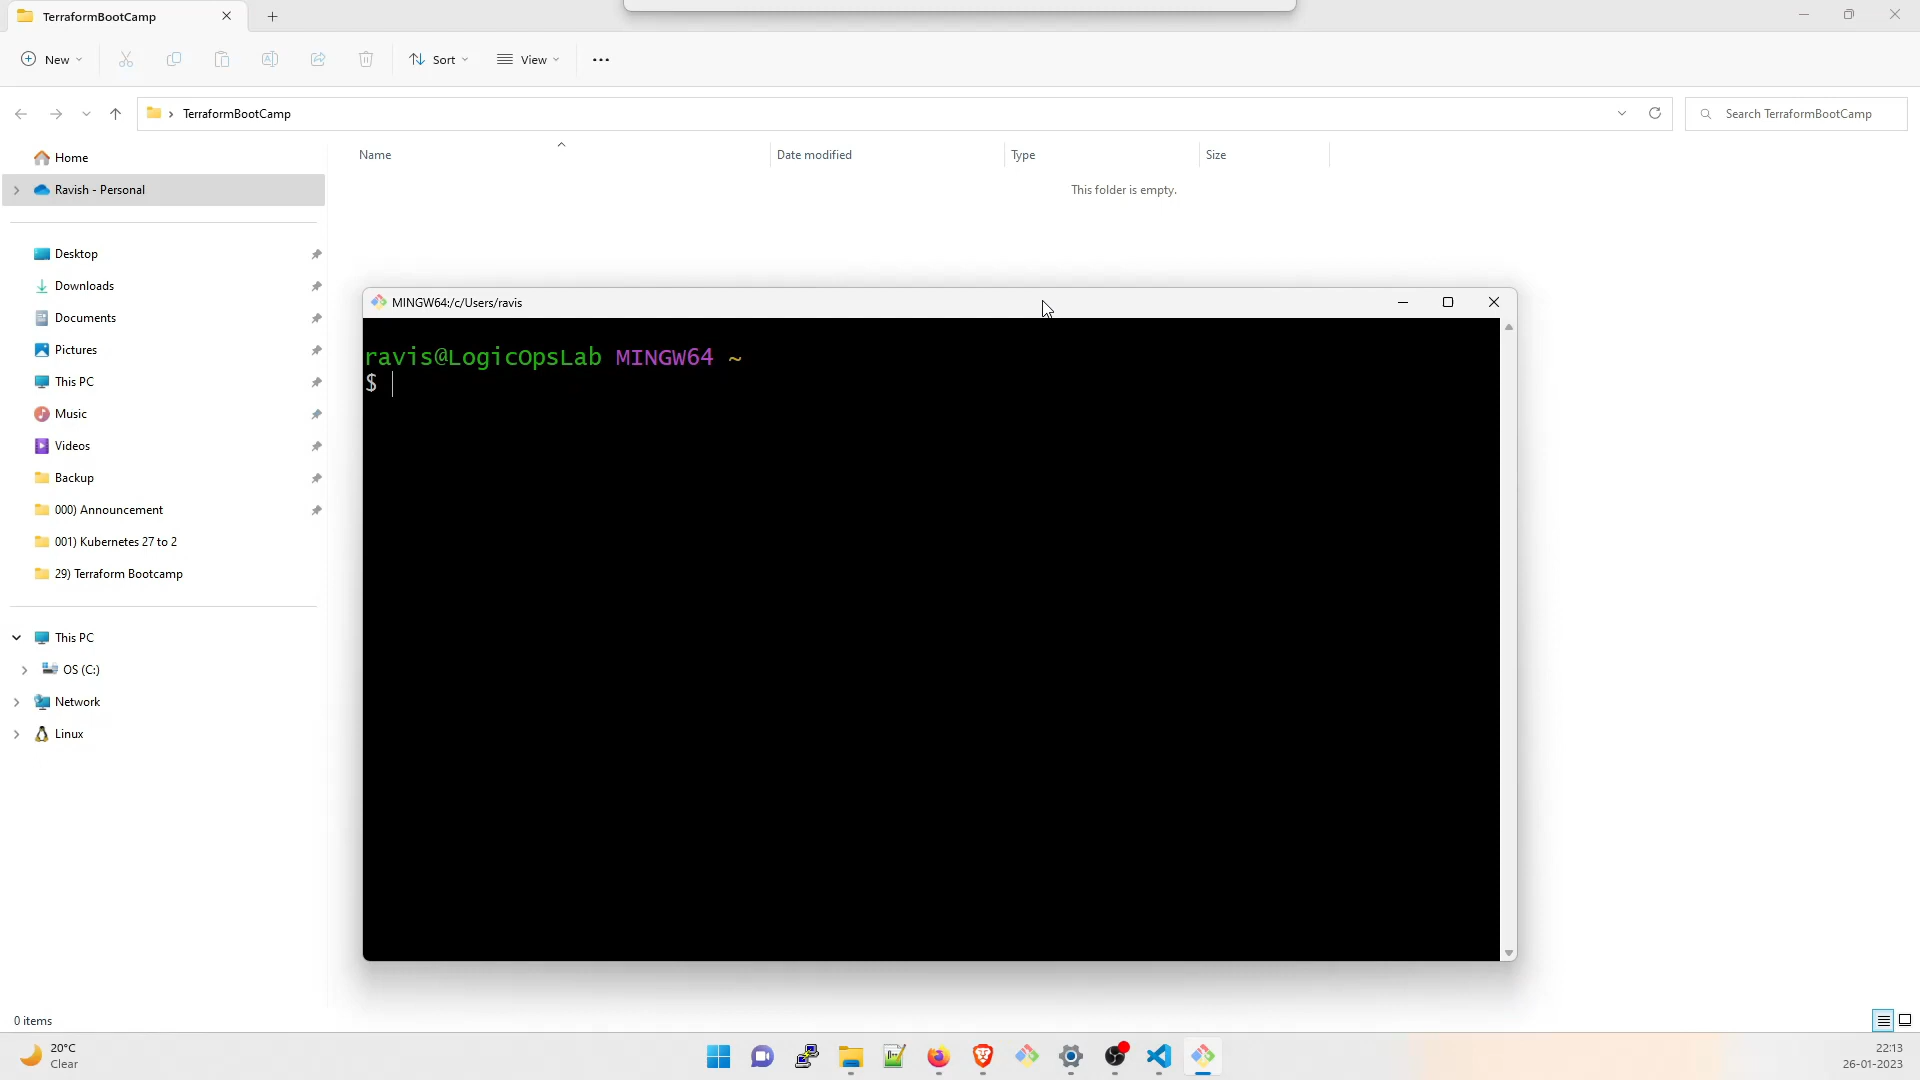 TerraformBootCamp
New
Sort
View
TerraformBootCamp
Search TerraformBootCamp
Name
Date modified
Type
Size
This folder is empty.
Home
Ravish - Personal
Desktop
Downloads
Documents
Pictures
This PC
Music
Videos
Backup
000) Announcement
001) Kubernetes 27 to 2
29) Terraform Bootcamp
This PC
OS (C:)
Network
Linux
MINGW64:/c/Users/ravis
ravis@LogicOpsLab MINGW64 ~
$
0 items
20°C
Clear
22:13
26-01-2023